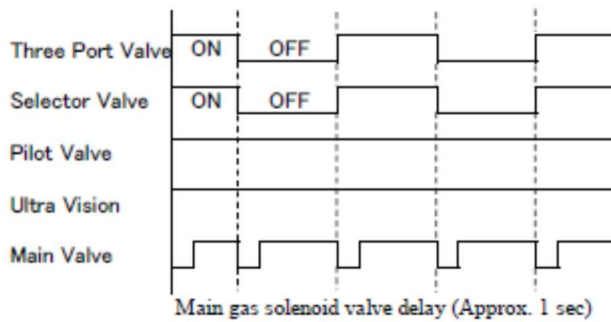 Three Port Valve ON OFF
Selector Valve ON OFF
Pilot Valve
Ultra Vision
Main Valve
Main gas solenoid valve delay (Approx. 1 sec)